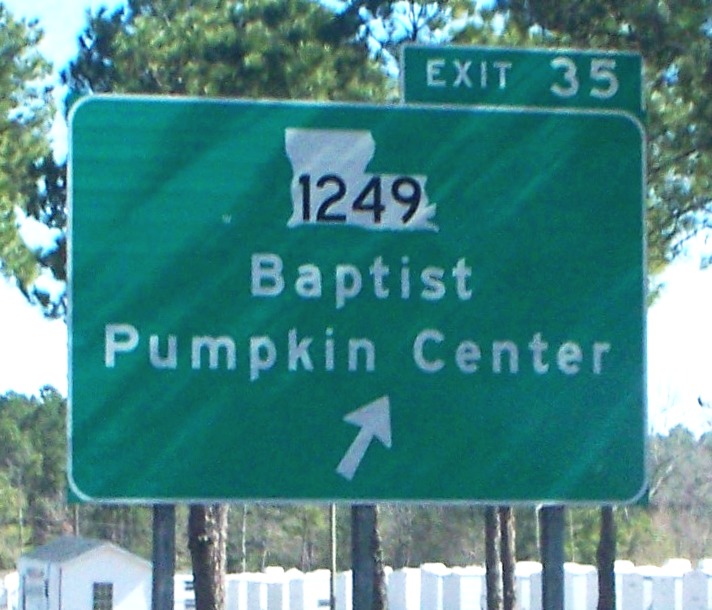 EXIT 35
1249
Baptist
Pumpkin Center